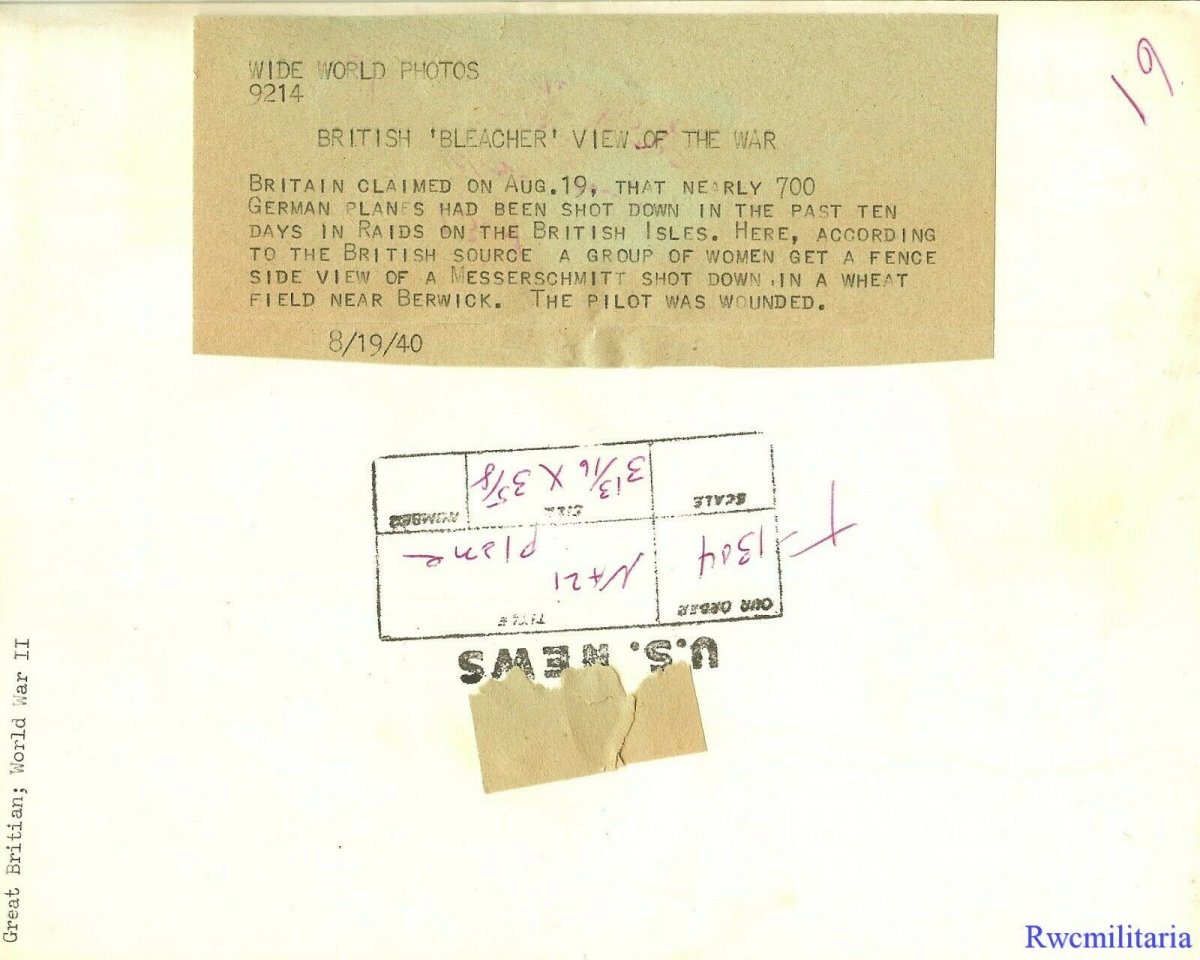 19
WIDE WORLD PHOTOS
9214
BRITISH 'BLEACHER' VIEW OF THE WAR
BRITAIN CLAIMED ON AUG.19, THAT NEARLY 700
GERMAN PLANES HAD BEEN SHOT DOWN IN THE PAST TEN
DAYS IN RAIDS ON THE BRITISH ISLES. HERE, ACCORDING
TO THE BRITISH SOURCE A GROUP OF WOMEN GET A FENCE
SIDE VIEW OF A MESSERSCHMITT SHOT DOWN IN A WHEAT
FIELD NEAR BERWICK. THE PILOT WAS WOUNDED.
8/19/40
U.S. NEWS
OUR ORDER
T-1304
TITLE
NAZI
Plane
SCALE
SIZE
3 13/16 X 3 5/8
NUMBER
Great Britian; World War II
Rwcmilitaria